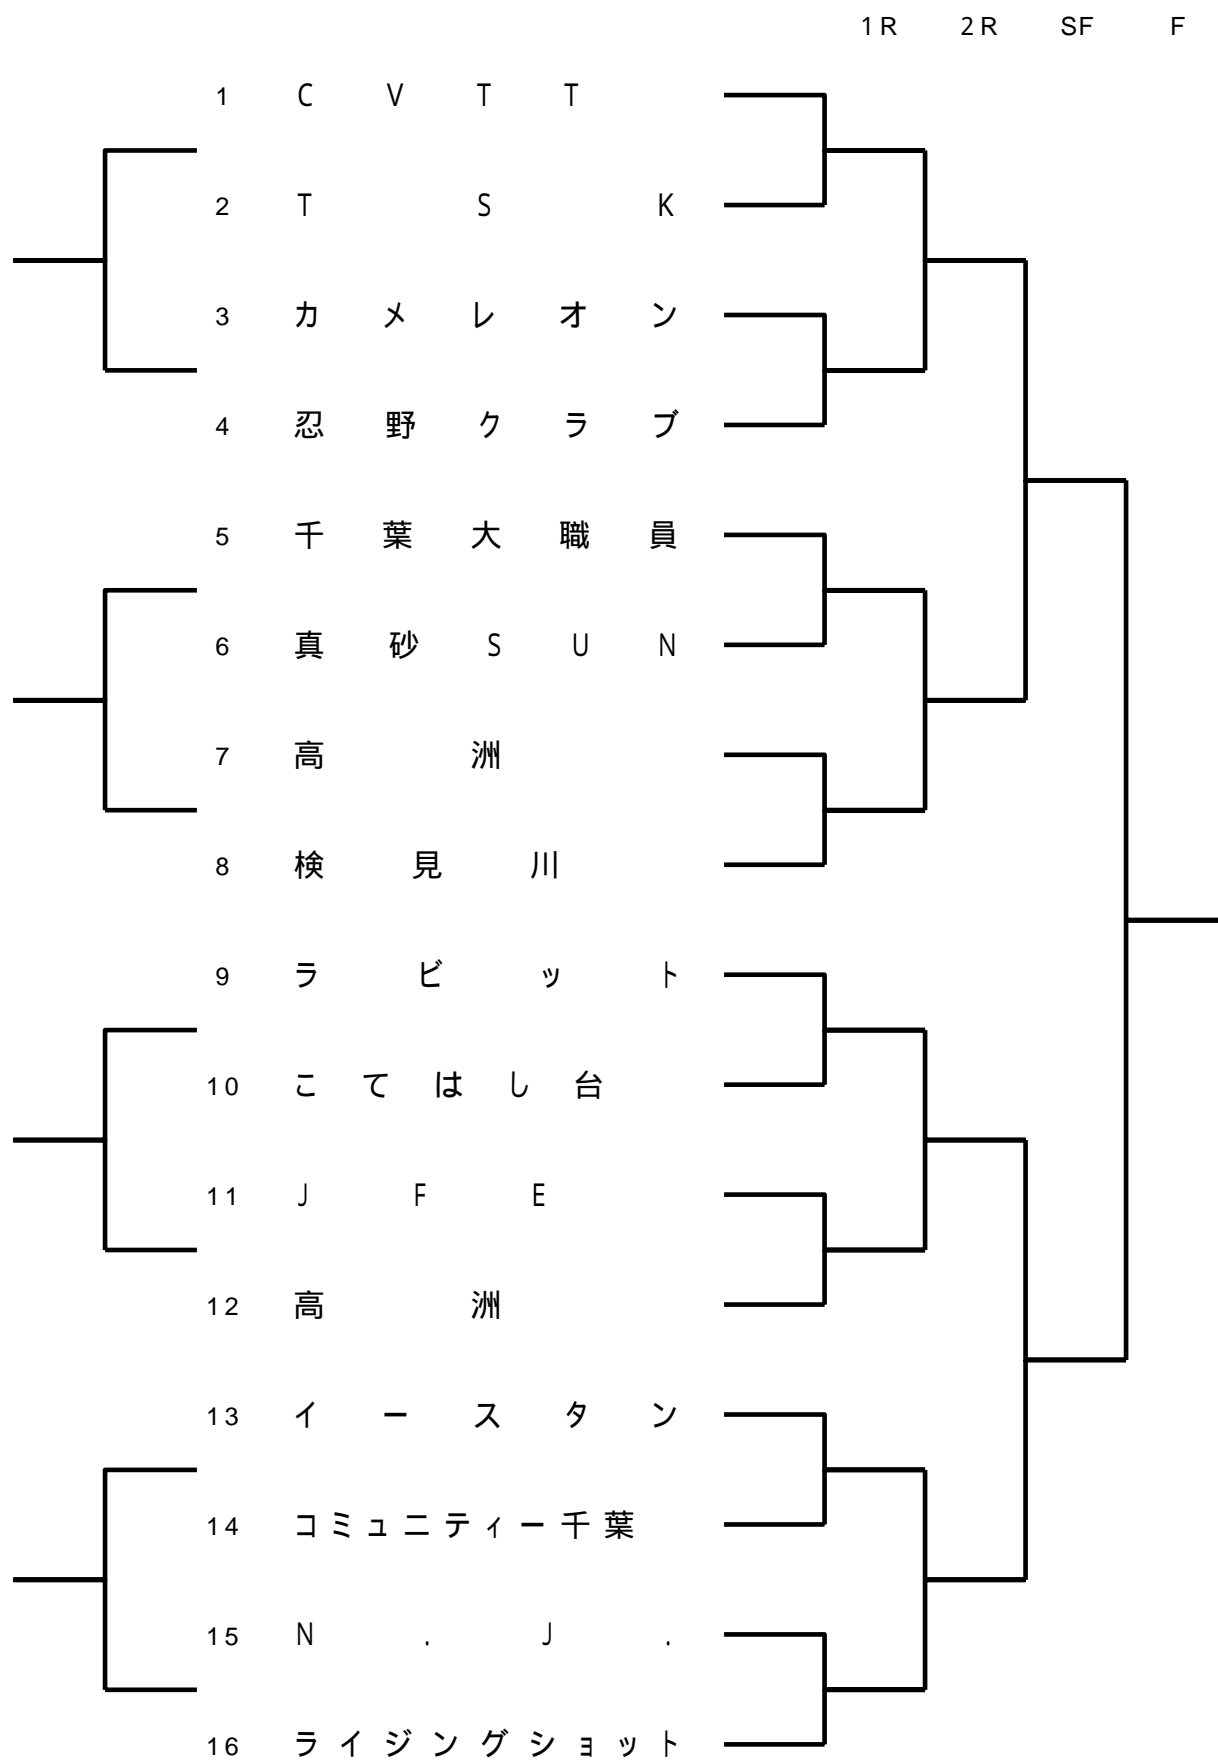 1R 2R SF F
1 CVTT
2 TSK
3 カメレオン
4 忍野クラブ
5 千葉大職員
6 真砂SUN
7 高洲
8 検見川
9 ラビット
10 こてはし台
11 JFE
12 高洲
13 イースタン
14 コミュニティー千葉
15 N.J.
16 ライジングショット